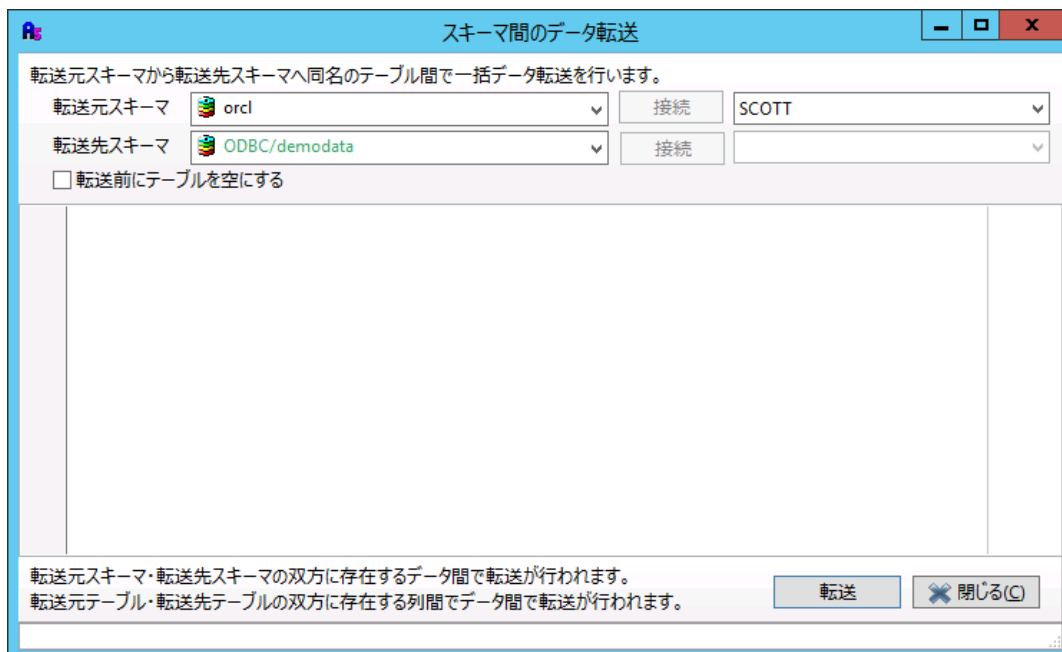 スキーマ間のデータ転送
転送元スキーマから転送先スキーマへ同名のテーブル間で一括データ転送を行います。
転送元スキーマ orcl 接続 SCOTT
転送先スキーマ ODBC/demodata 接続
転送前にテーブルを空にする
転送元スキーマ・転送先スキーマの双方に存在するデータ間で転送が行われます。
転送元テーブル・転送先テーブルの双方に存在する列間でデータ間で転送が行われます。
転送 閉じる(C)